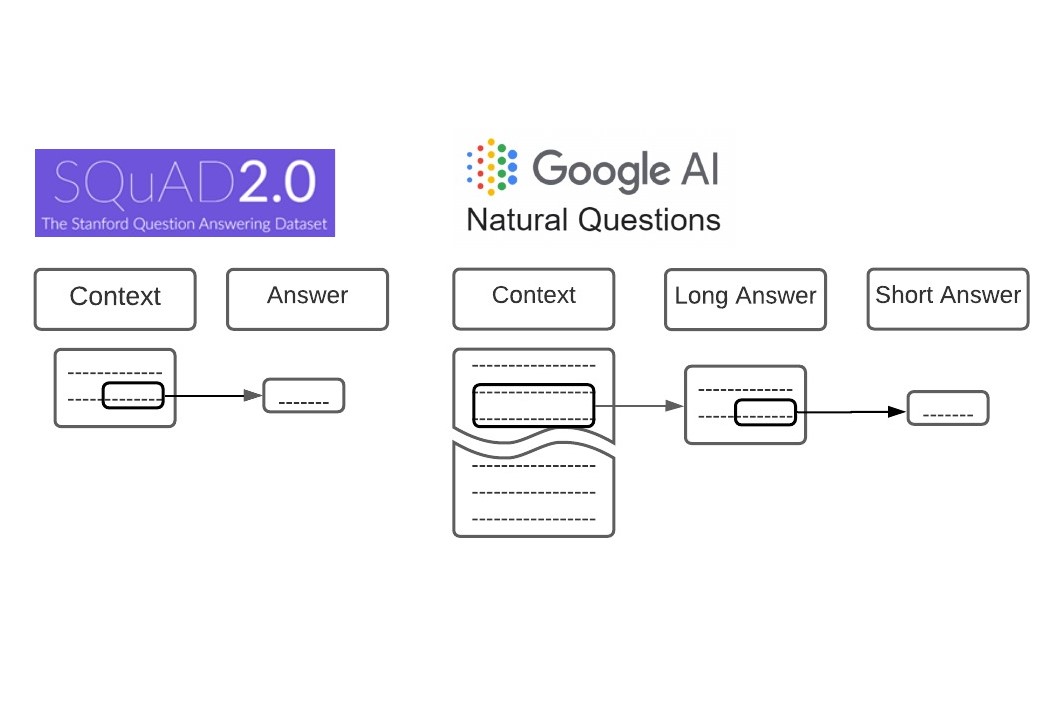 SQuAD2.0
The Stanford Question Answering Dataset
Google AI
Natural Questions
Context
Answer
Context
Long Answer
Short Answer